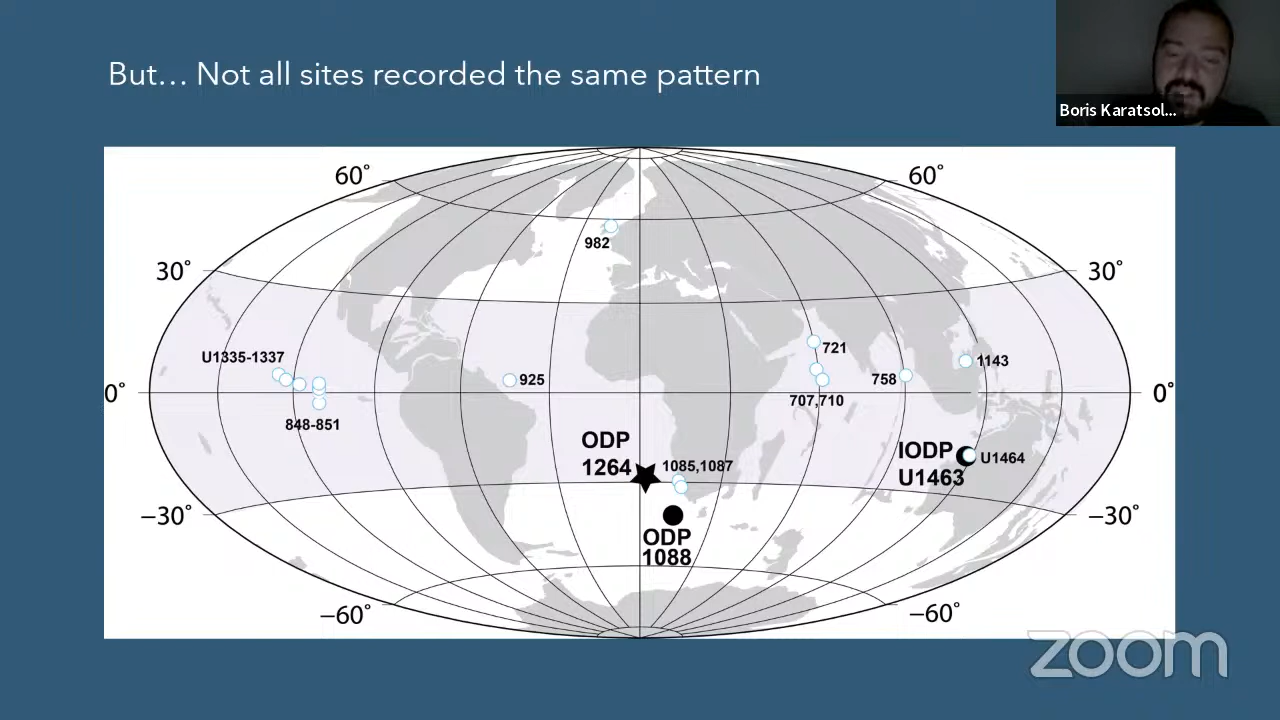 But... Not all sites recorded the same pattern
Boris Karatsol...
60°
60°
982
30°
30°
U1335-1337
721
1143
925
758
0°
0°
707,710
848-851
ODP
1264
1085,1087
IODP
U1463
U1464
−30°
−30°
ODP
1088
−60°
−60°
zoom